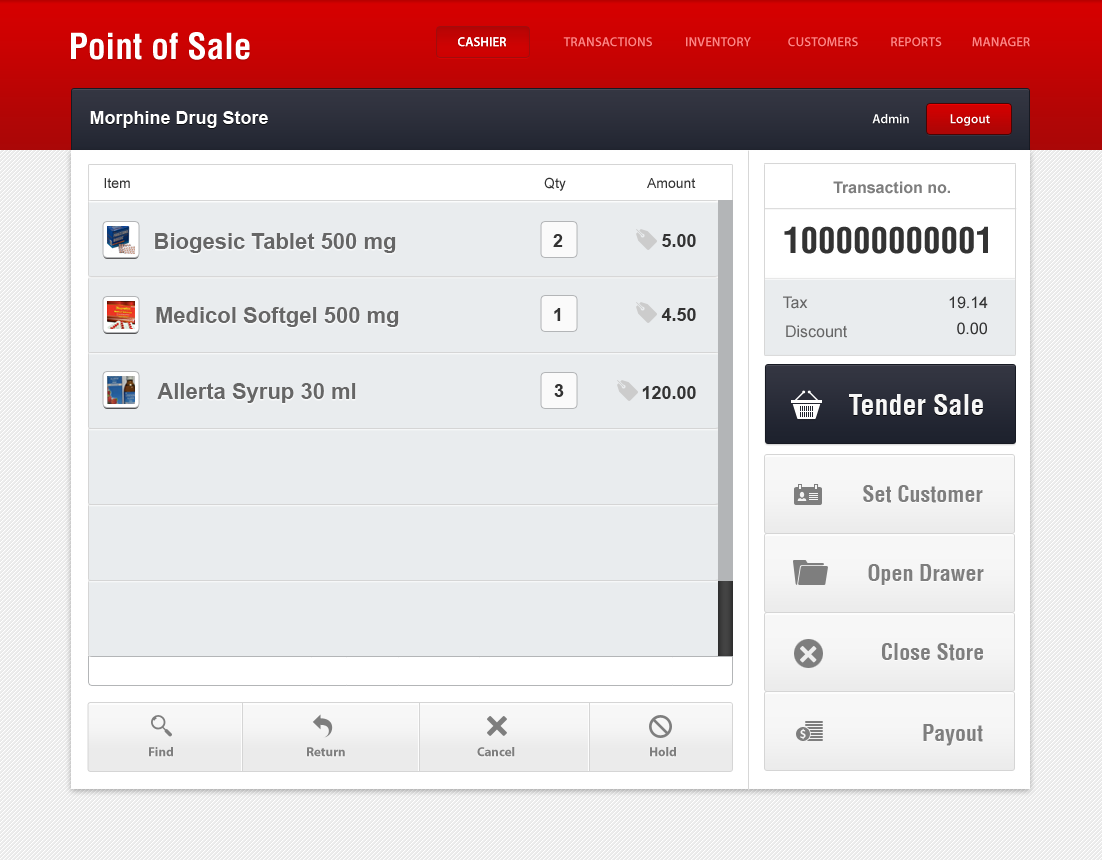 Point of Sale
CASHIER
TRANSACTIONS
INVENTORY
CUSTOMERS
REPORTS
MANAGER
Morphine Drug Store
Admin
Logout
Item Qty Amount
Biogesic Tablet 500 mg 2 5.00
Medicol Softgel 500 mg 1 4.50
Allerta Syrup 30 ml 3 120.00
Find
Return
Cancel
Hold
Transaction no.
100000000001
Tax 19.14
Discount 0.00
Tender Sale
Set Customer
Open Drawer
Close Store
Payout